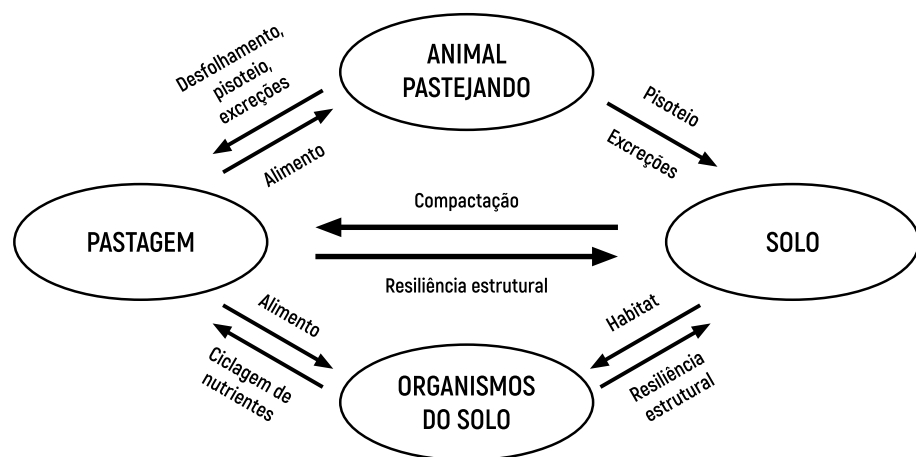 ANIMAL
PASTEJANDO
Desfolhamento,
pisoteio,
excreções
Alimento
Pisoteio
Excreções
PASTAGEM
Compactação
Resiliência estrutural
SOLO
Alimento
Ciclagem de
nutrientes
Habitat
Resiliência
estrutural
ORGANISMOS
DO SOLO